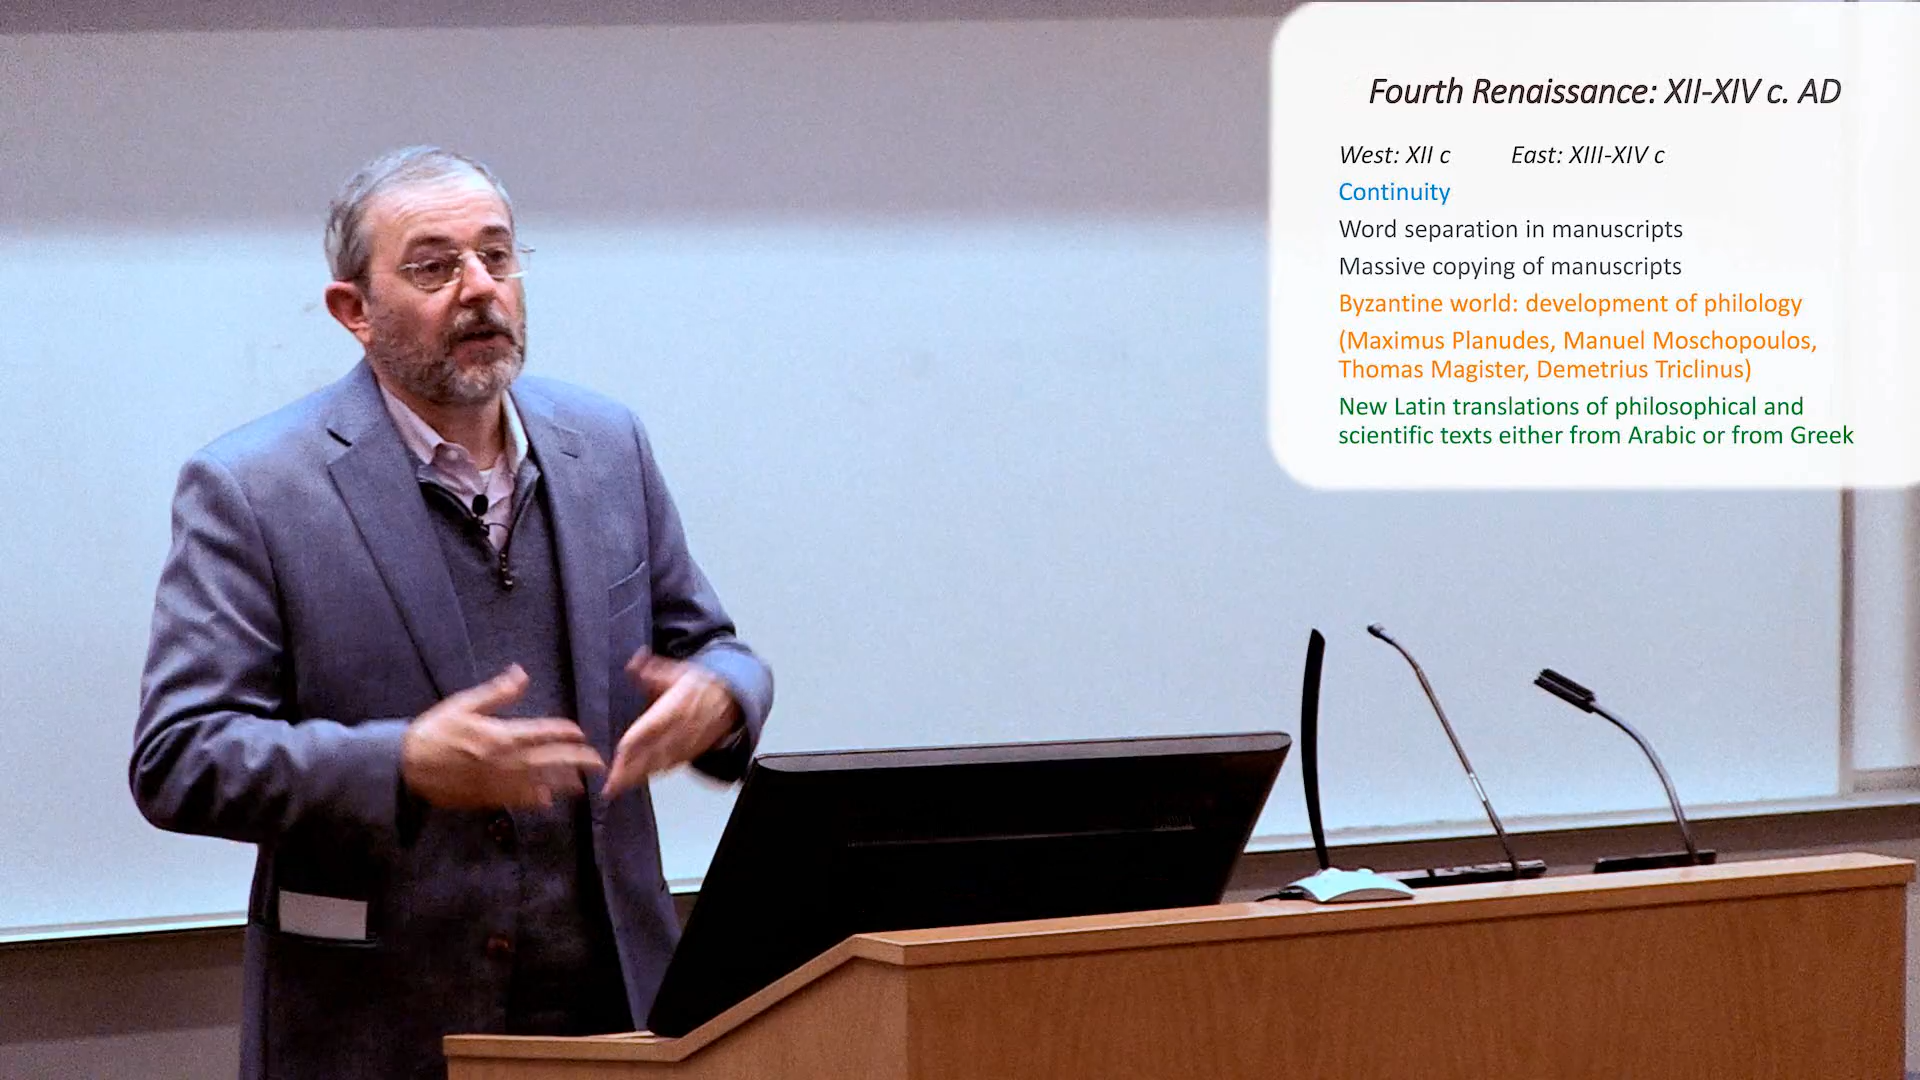 Fourth Renaissance: XII-XIV c. AD
West: XII c East: XIII-XIV c
Continuity
Word separation in manuscripts
Massive copying of manuscripts
Byzantine world: development of philology
(Maximus Planudes, Manuel Moschopoulos,
Thomas Magister, Demetrius Triclinus)
New Latin translations of philosophical and
scientific texts either from Arabic or from Greek